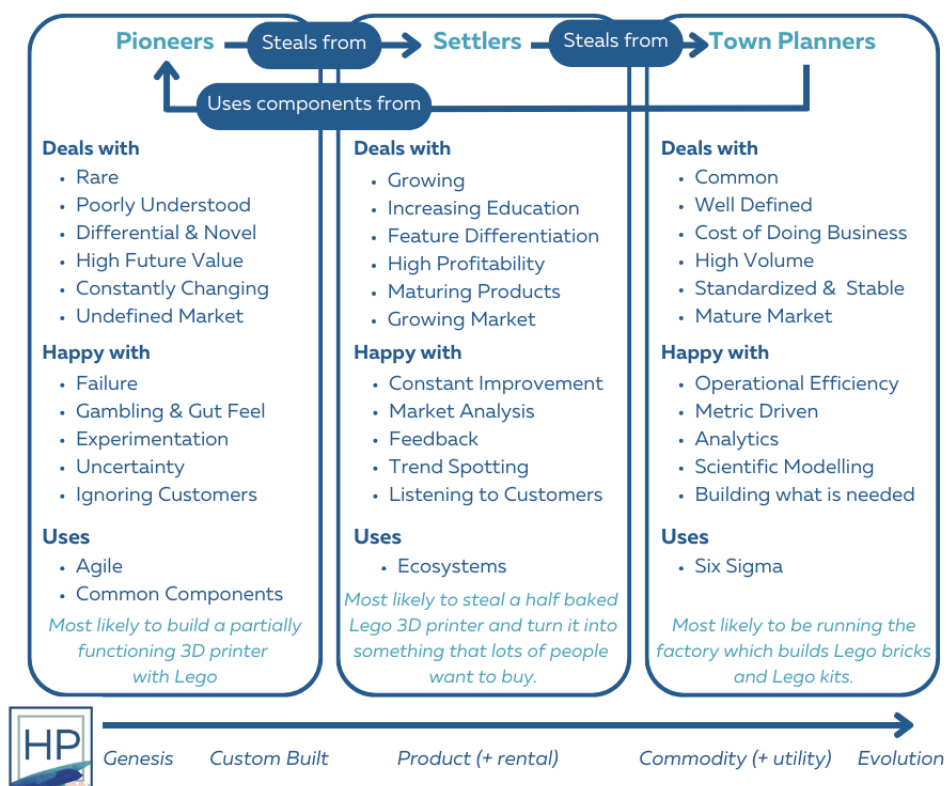 Pioneers
Steals from
Settlers
Steals from
Town Planners
Uses components from
Deals with
Rare
Poorly Understood
Differential & Novel
High Future Value
Constantly Changing
Undefined Market
Happy with
Failure
Gambling & Gut Feel
Experimentation
Uncertainty
Ignoring Customers
Uses
Agile
Common Components
Most likely to build a partially
functioning 3D printer
with Lego
Deals with
Growing
Increasing Education
Feature Differentiation
High Profitability
Maturing Products
Growing Market
Happy with
Constant Improvement
Market Analysis
Feedback
Trend Spotting
Listening to Customers
Uses
Ecosystems
Most likely to steal a half baked
Lego 3D printer and turn it into
something that lots of people
want to buy.
Deals with
Common
Well Defined
Cost of Doing Business
High Volume
Standardized & Stable
Mature Market
Happy with
Operational Efficiency
Metric Driven
Analytics
Scientific Modelling
Building what is needed
Uses
Six Sigma
Most likely to be running the
factory which builds Lego bricks
and Lego kits.
HP
Genesis
Custom Built
Product (+ rental)
Commodity (+ utility)
Evolution